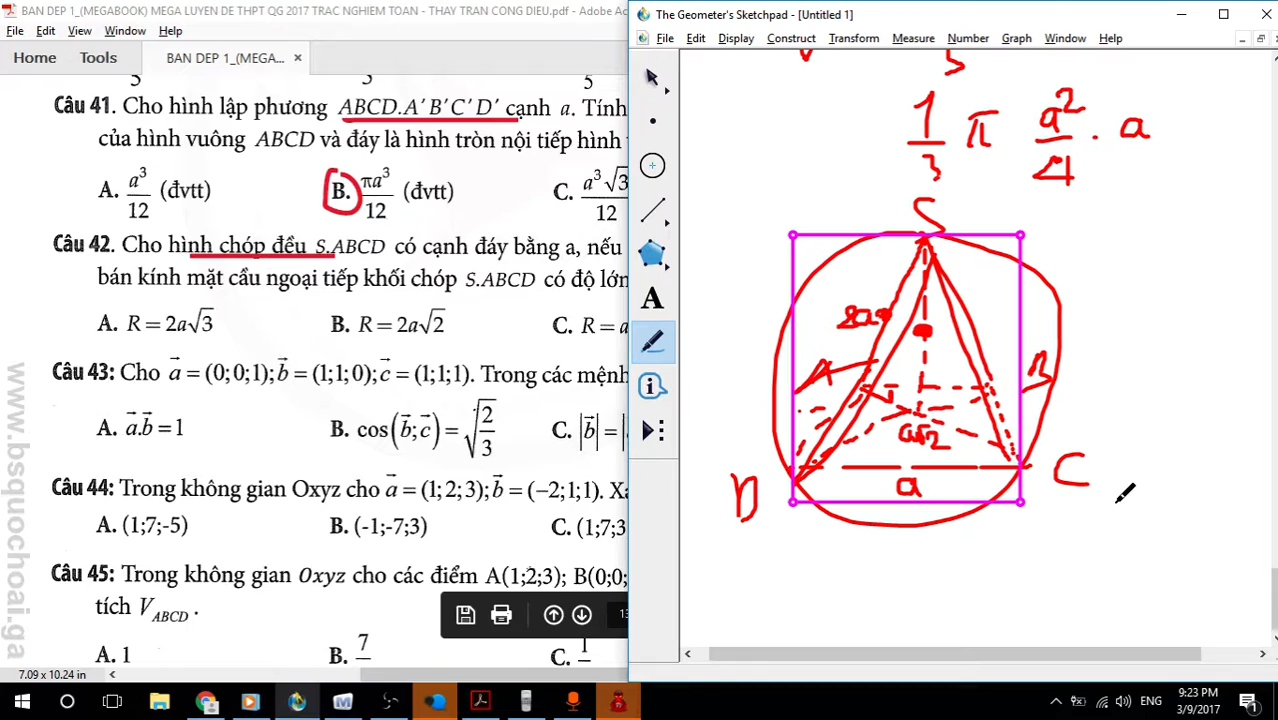 BAN DEP 1_(MEGABOOK) MEGA LUYEN DE THPT QG 2017 TRAC NGHIEM TOAN - THAY TRAN CONG DIEU.pdf - Adobe Ac
File Edit View Window Help
Home Tools BAN DEP 1_(MEGA... ×
5 3 5
Câu 41. Cho hình lập phương ABCD.A'B'C'D' cạnh a. Tính
của hình vuông ABCD và đáy là hình tròn nội tiếp hình
A. a³/12 (đvtt) B. πa³/12 (đvtt) C. a³√3/12
Câu 42. Cho hình chóp đều S.ABCD có cạnh đáy bằng a, nếu
bán kính mặt cầu ngoại tiếp khối chóp S.ABCD có độ lớn
A. R = 2a√3 B. R = 2a√2 C. R = a
Câu 43: Cho a⃗ = (0; 0; 1); b⃗ = (1; 1; 0); c⃗ = (1; 1; 1). Trong các mệnh
A. a⃗.b⃗ = 1 B. cos(b⃗; c⃗) = √(2/3) C. |b⃗| =
Câu 44: Trong không gian Oxyz cho a⃗ = (1; 2; 3); b⃗ = (−2; 1; 1). Xá
A. (1;7;-5) B. (-1;-7;3) C. (1;7;3
Câu 45: Trong không gian Oxyz cho các điểm A(1;2;3); B(0;0;
tích V_ABCD .
A. 1 B. 7 C. 1
www.bsquochoai.ga
7.09 x 10.24 in
13
The Geometer's Sketchpad - [Untitled 1]
File Edit Display Construct Transform Measure Number Graph Window Help
3
1/3 π a²/4 . a
S
2a
A B
a√2
D a C
A
ENG
9:23 PM
3/9/2017
1